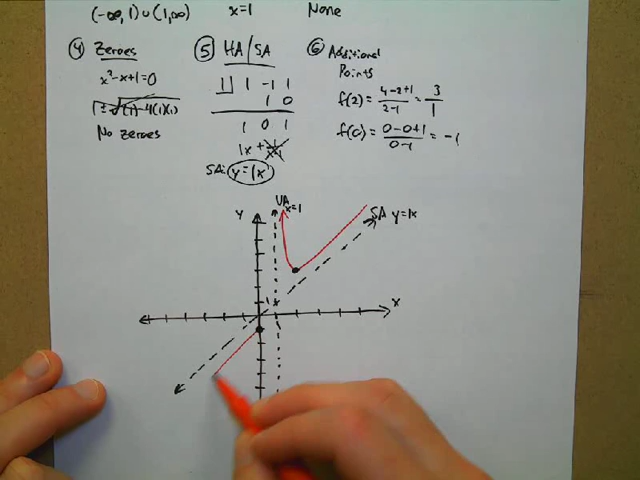 (-∞, 1) ∪ (1, ∞)   x=1   None
④ Zeroes
x²-x+1=0
No zeroes
⑤ HA/SA
1 | 1 -1 1
1 0
1 0 1
1x +
SA: y=1x
⑥ Additional
Points
f(2) = (4-2+1)/(2-1) = 3/1
f(0) = (0-0+1)/(0-1) = -1
VA
x=1
y
SA y=1x
x